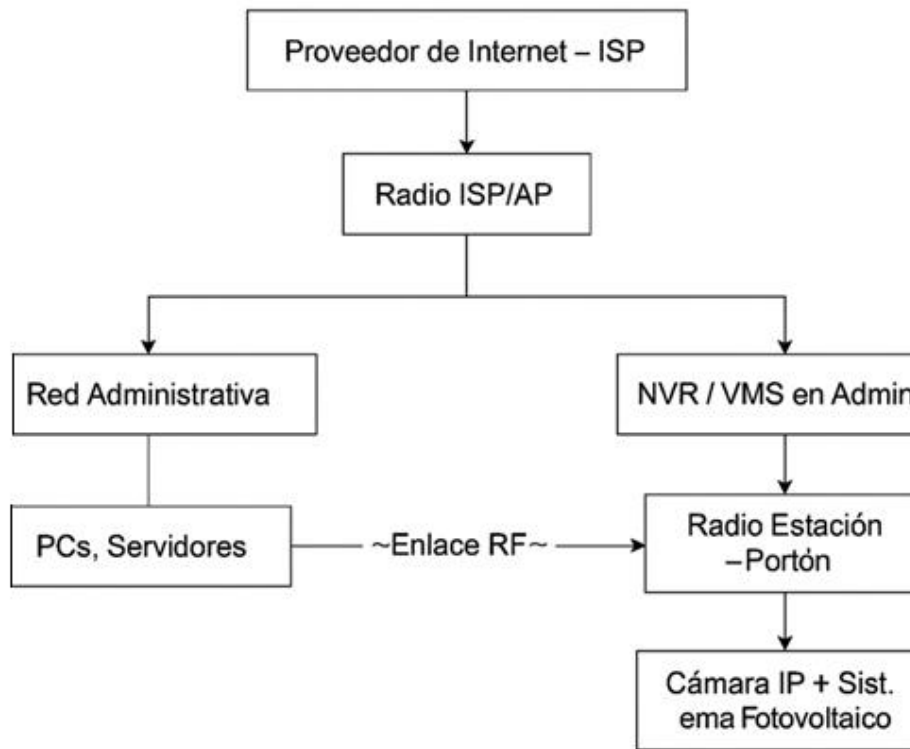 Proveedor de Internet – ISP
Radio ISP/AP
Red Administrativa
NVR / VMS en Admin
PCs, Servidores
~Enlace RF~
Radio Estación
–Portón
Cámara IP + Sist.
ema Fotovoltaico